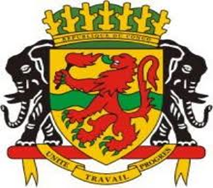 REPUBLIQUE DU CONGO
UNITE TRAVAIL PROGRES